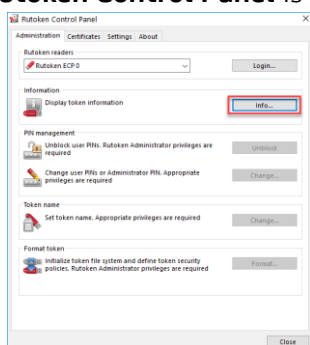 token Control Panel is
Rutoken Control Panel
Administration Certificates Settings About
Rutoken readers
Rutoken ECP 0
Login...
Information
Display token information
Info...
PIN management
Unblock user PINs. Rutoken Administrator privileges are
required
Unblock
Change user PINs or Administrator PIN. Appropriate
privileges are required
Change...
Token name
Set token name. Appropriate privileges are required
Change...
Format token
Initialize token file system and define token security
policies. Rutoken Administrator privileges are required
Format...
Close